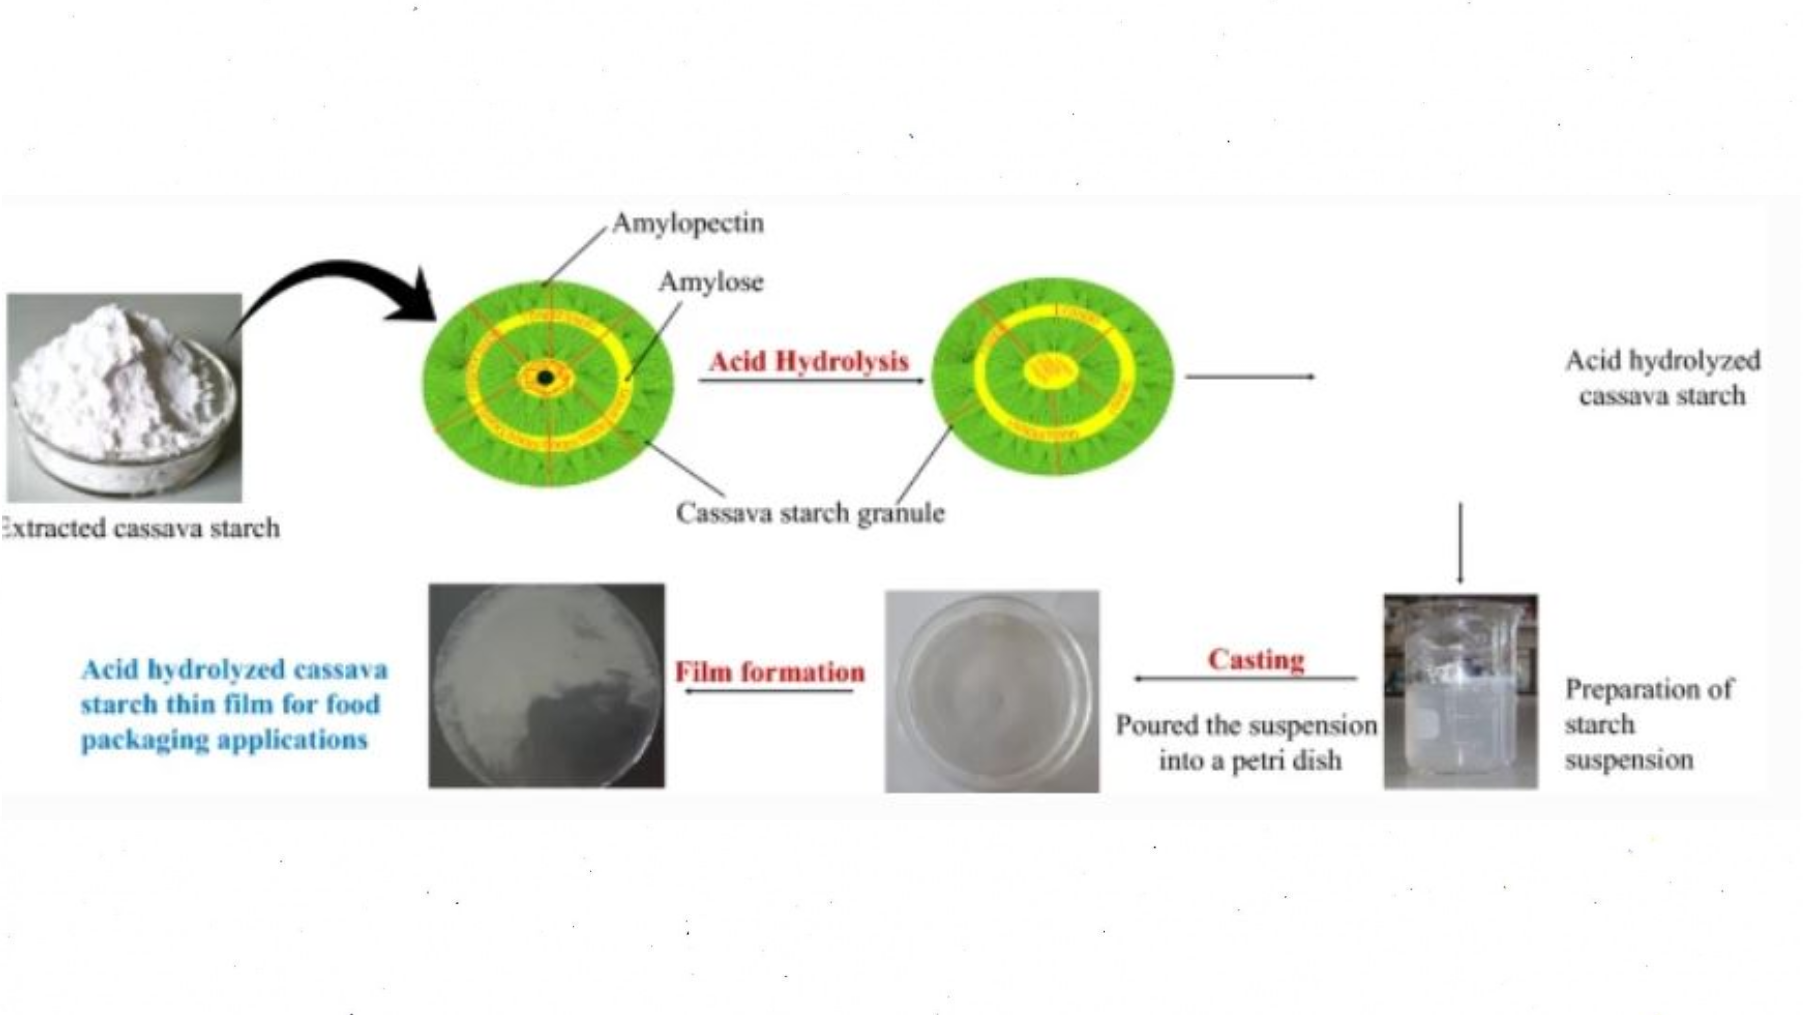 Amylopectin
Amylose
Acid Hydrolysis
Acid hydrolyzed
cassava starch
Cassava starch granule
Extracted cassava starch
Acid hydrolyzed cassava
starch thin film for food
packaging applications
Film formation
Casting
Poured the suspension
into a petri dish
Preparation of
starch
suspension